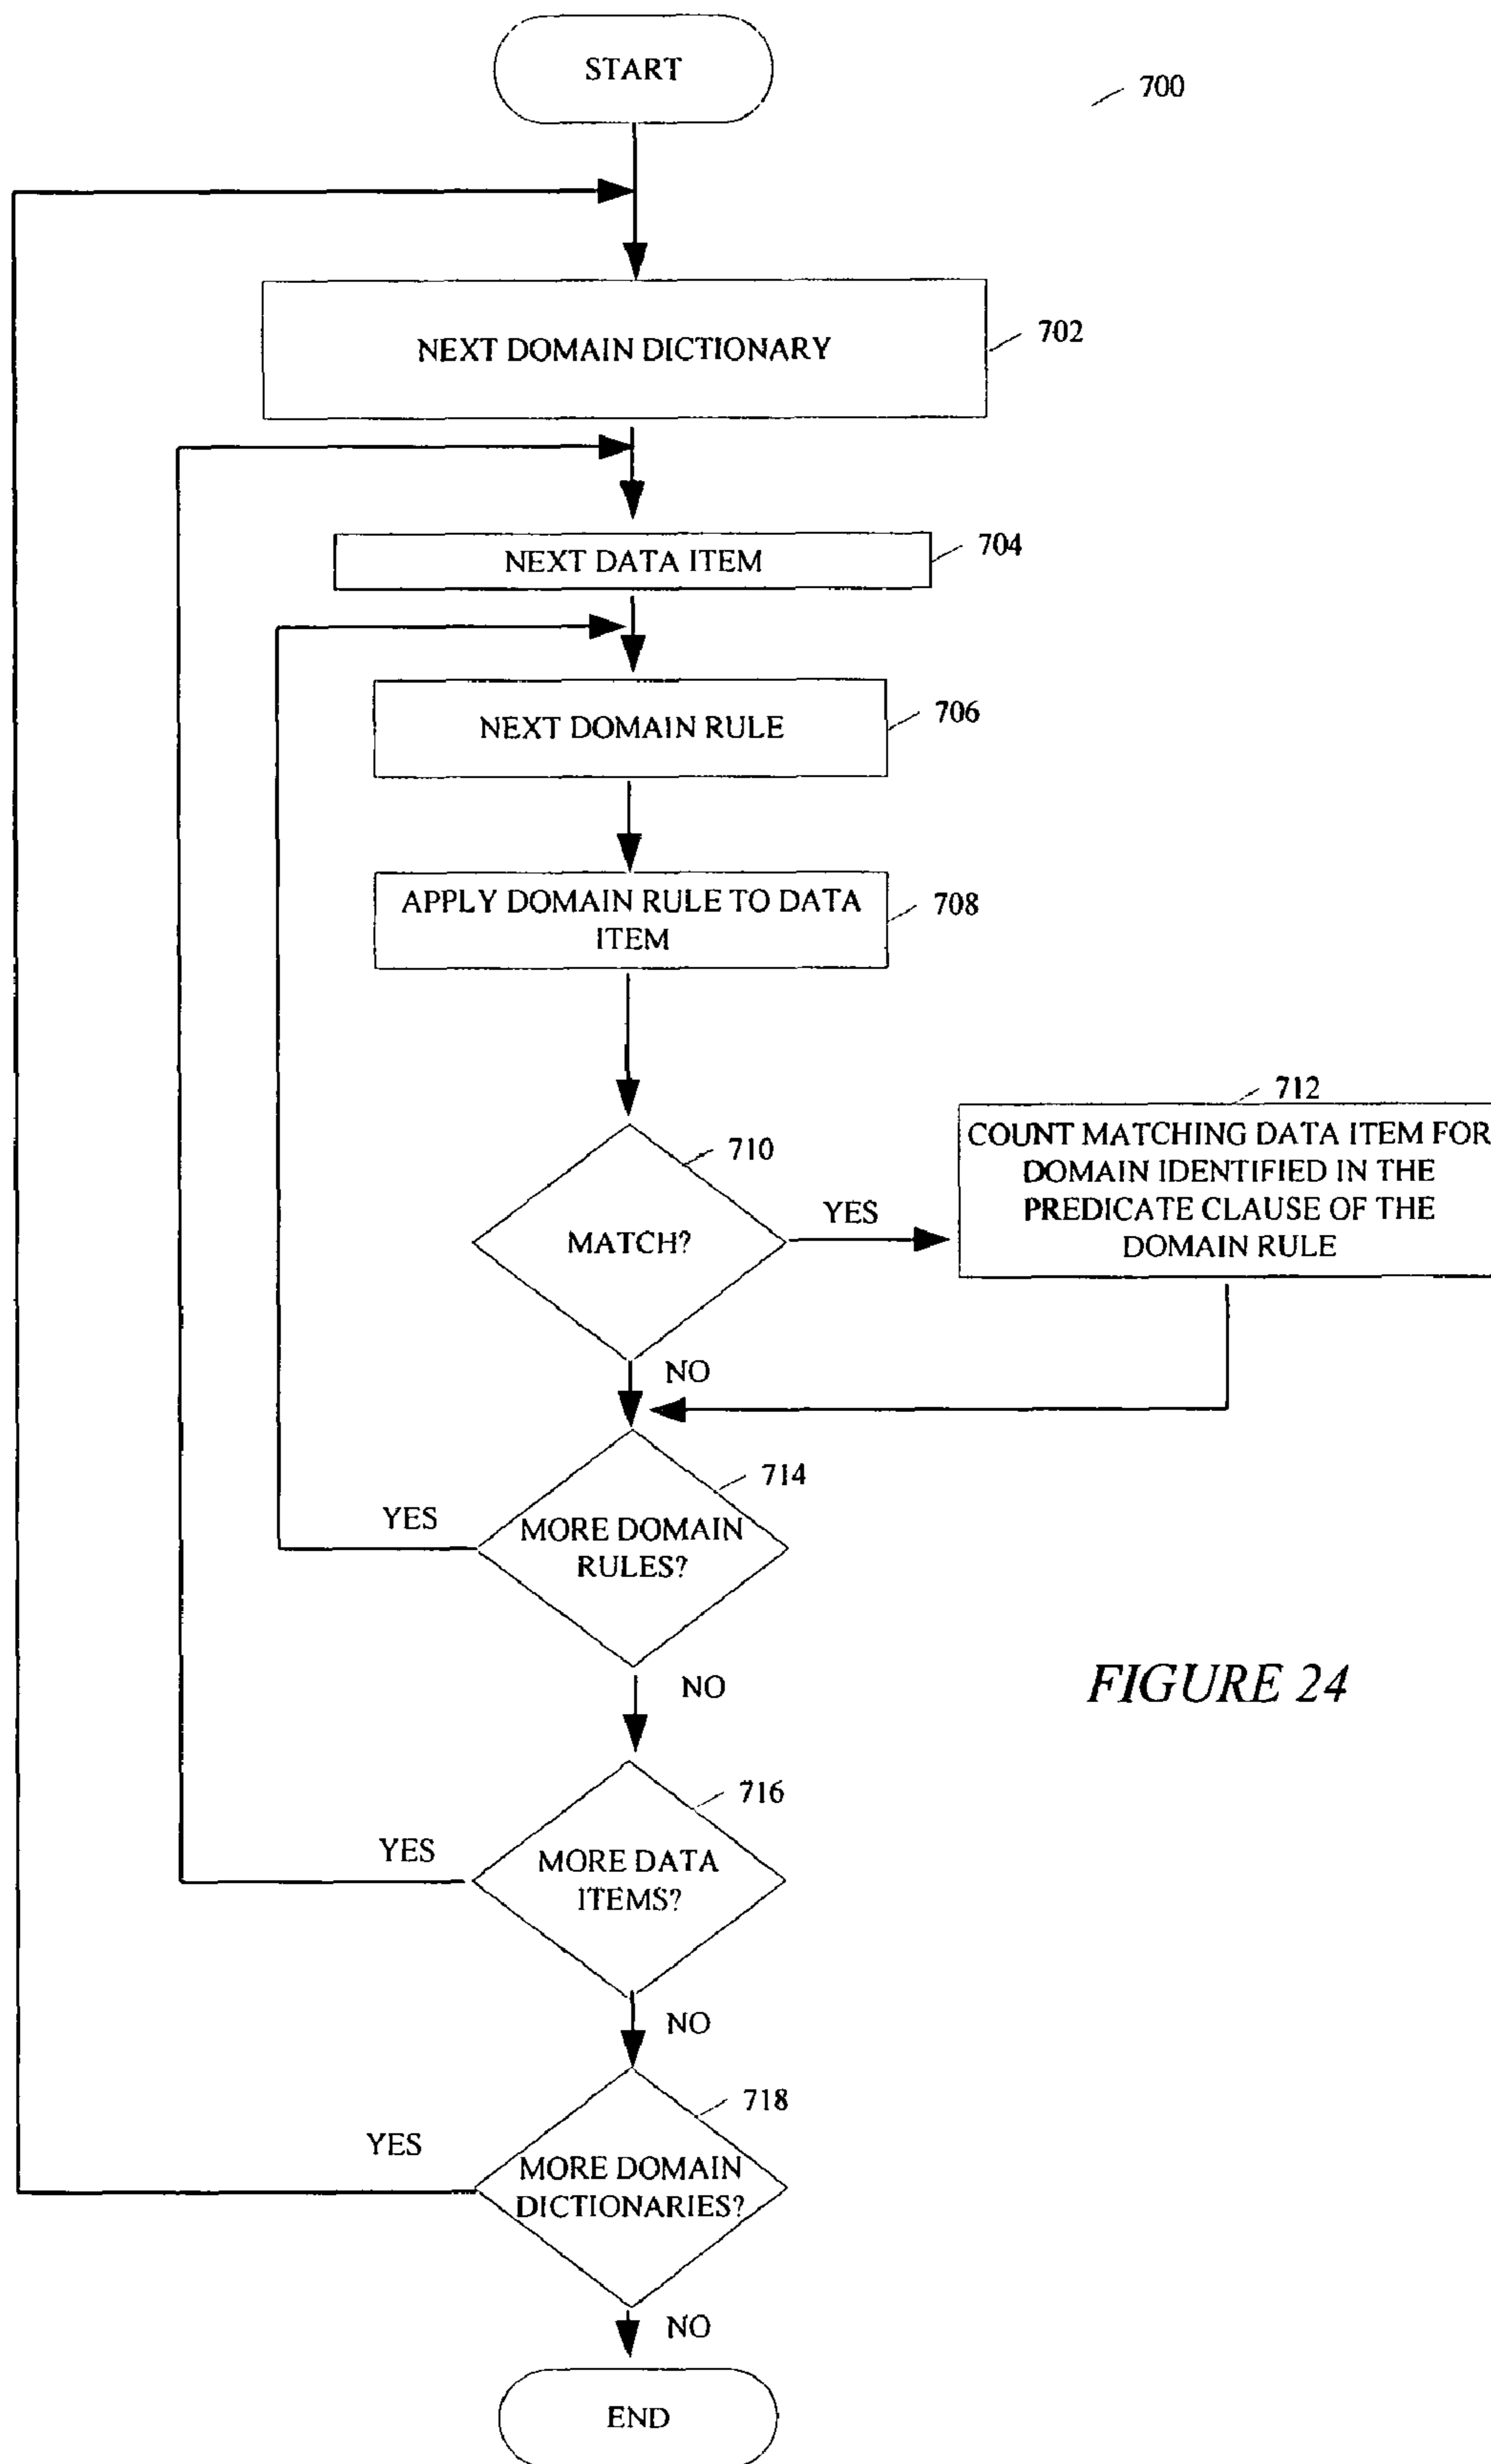 START
700
NEXT DOMAIN DICTIONARY
702
NEXT DATA ITEM
704
NEXT DOMAIN RULE
706
APPLY DOMAIN RULE TO DATA
ITEM
708
712
COUNT MATCHING DATA ITEM FOR
DOMAIN IDENTIFIED IN THE
PREDICATE CLAUSE OF THE
DOMAIN RULE
710
MATCH?
YES
NO
714
MORE DOMAIN
RULES?
YES
NO
FIGURE 24
716
MORE DATA
ITEMS?
YES
NO
718
MORE DOMAIN
DICTIONARIES?
YES
NO
END